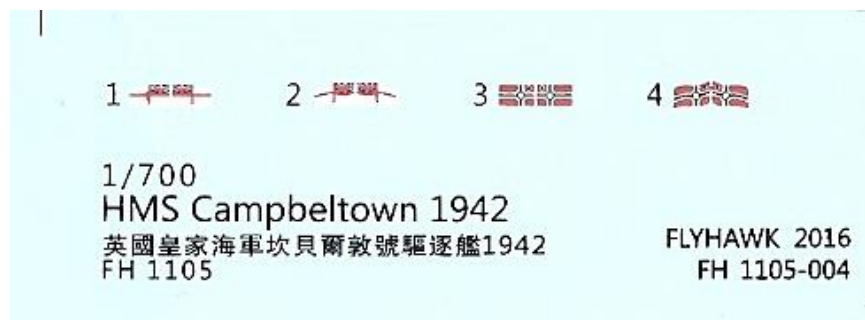 1 2 3 4
1/700
HMS Campbeltown 1942
英國皇家海軍坎貝爾敦號驅逐艦1942
FH 1105
FLYHAWK 2016
FH 1105-004